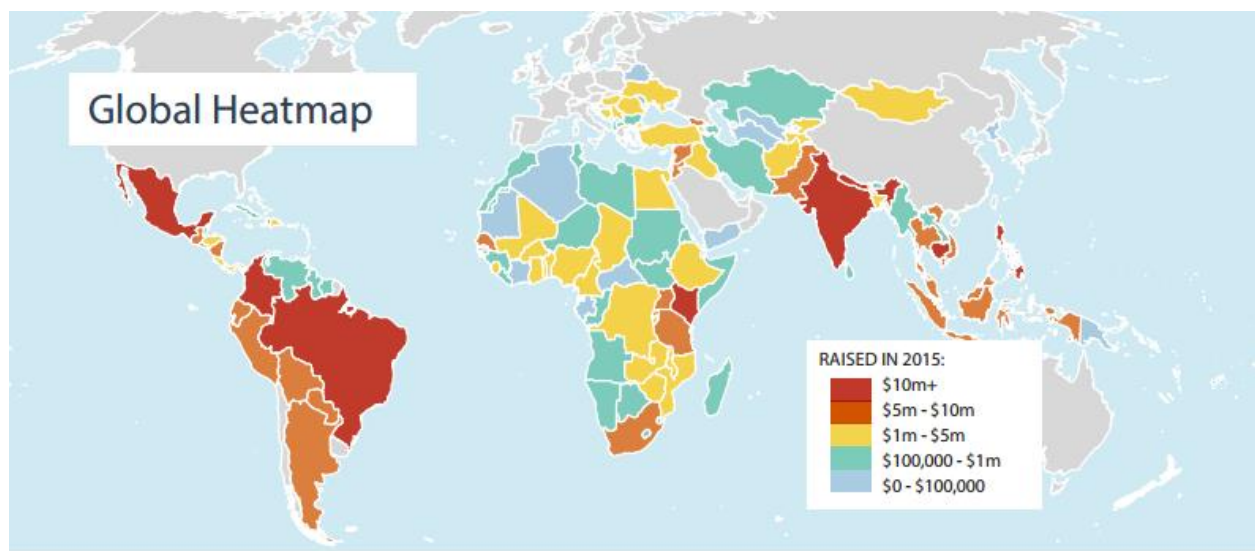 Global Heatmap
RAISED IN 2015:
$10m+
$5m - $10m
$1m - $5m
$100,000 - $1m
$0 - $100,000